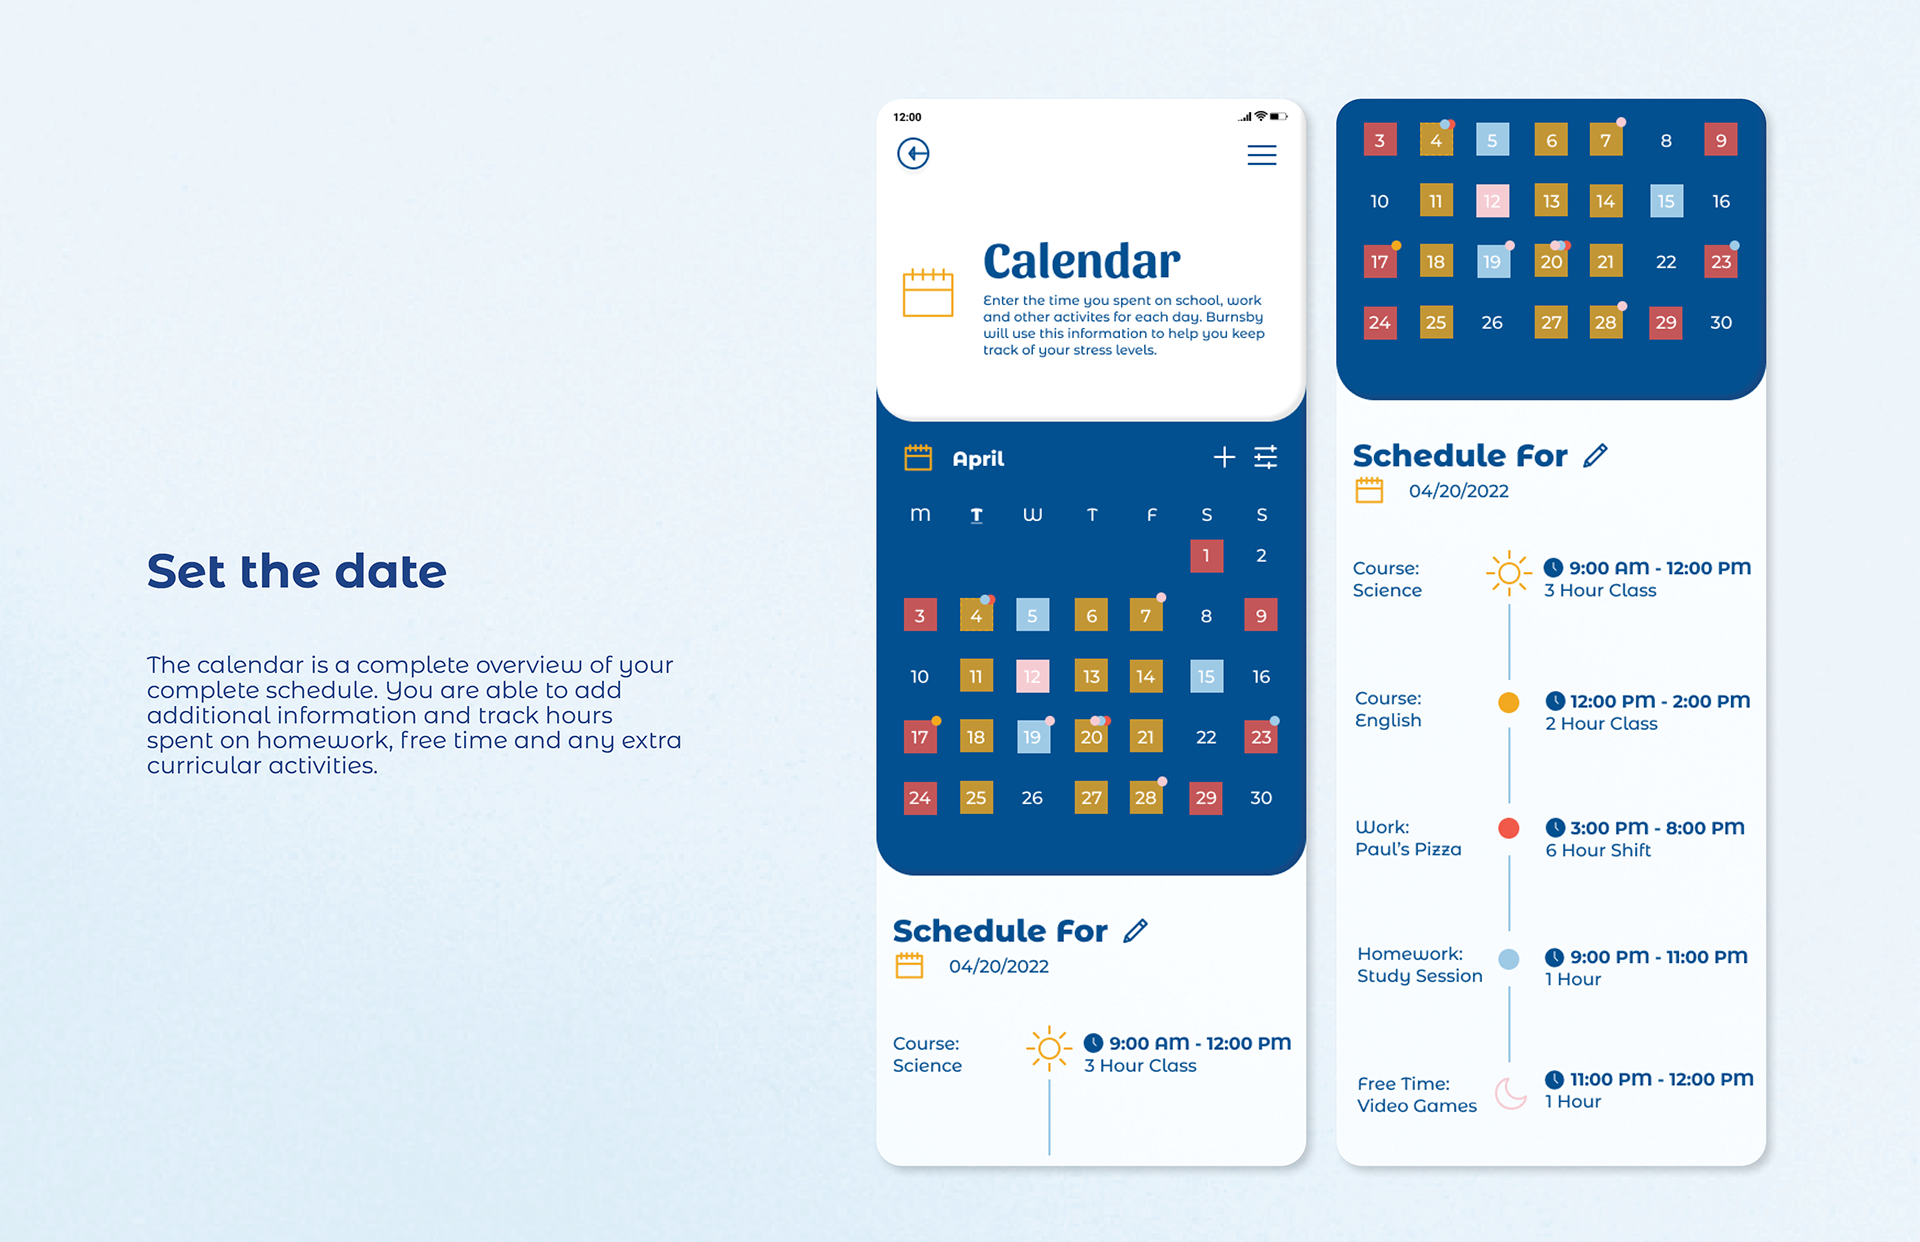 Set the date
The calendar is a complete overview of your
complete schedule. You are able to add
additional information and track hours
spent on homework, free time and any extra
curricular activities.
12:00
Calendar
Enter the time you spent on school, work
and other activites for each day. Burnsby
will use this information to help you keep
track of your stress levels.
April
M T W T F S S
1 2
3 4 5 6 7 8 9
10 11 12 13 14 15 16
17 18 19 20 21 22 23
24 25 26 27 28 29 30
Schedule For
04/20/2022
Course: 9:00 AM - 12:00 PM
Science 3 Hour Class
3 4 5 6 7 8 9
10 11 12 13 14 15 16
17 18 19 20 21 22 23
24 25 26 27 28 29 30
Schedule For
04/20/2022
Course: 9:00 AM - 12:00 PM
Science 3 Hour Class
Course: 12:00 PM - 2:00 PM
English 2 Hour Class
Work: 3:00 PM - 8:00 PM
Paul's Pizza 6 Hour Shift
Homework: 9:00 PM - 11:00 PM
Study Session 1 Hour
Free Time: 11:00 PM - 12:00 PM
Video Games 1 Hour